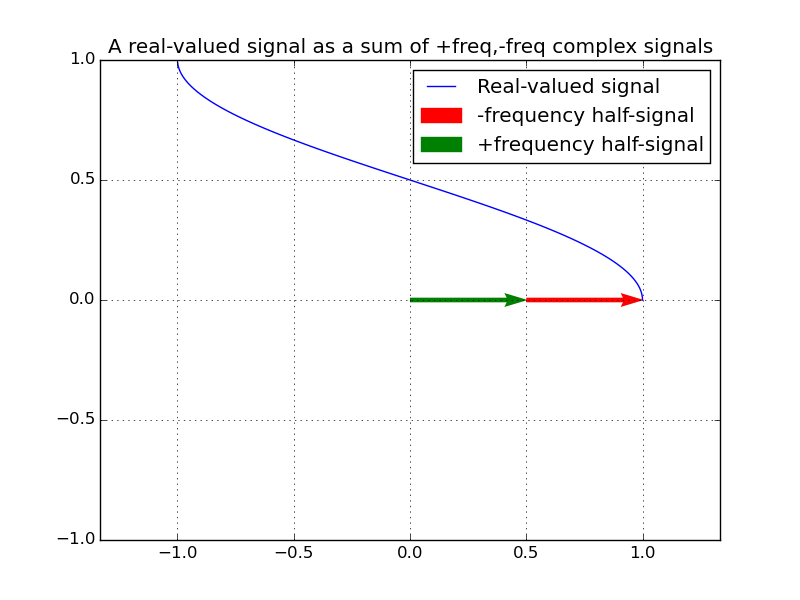 A real-valued signal as a sum of +freq,-freq complex signals
1.0
Real-valued signal
-frequency half-signal
+frequency half-signal
0.5
0.0
−0.5
−1.0
−1.0 −0.5 0.0 0.5 1.0